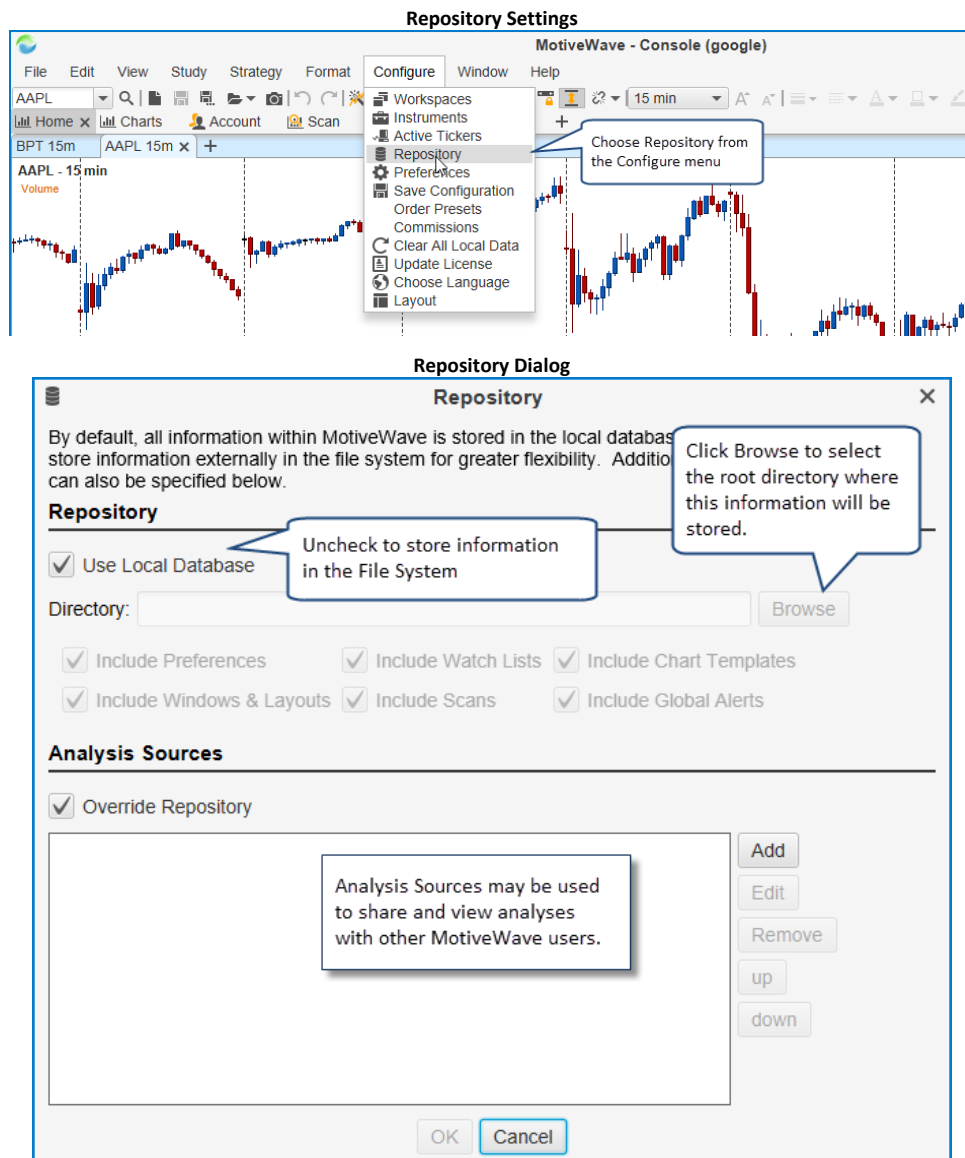 Repository Settings
MotiveWave - Console (google)
File Edit View Study Strategy Format Configure Window Help
AAPL 15 min
Home Charts Account Scan
BPT 15m AAPL 15m
AAPL - 15 min
Volume
Workspaces
Instruments
Active Tickers
Repository
Preferences
Save Configuration
Order Presets
Commissions
Clear All Local Data
Update License
Choose Language
Layout
Choose Repository from
the Configure menu
Repository Dialog
Repository
By default, all information within MotiveWave is stored in the local
store information externally in the file system for greater flexibility.
can also be specified below.
Click Browse to select
the root directory where
this information will be
stored.
Repository
Uncheck to store information
in the File System
Use Local Database
Directory: Browse
Include Preferences Include Watch Lists Include Chart Templates
Include Windows & Layouts Include Scans Include Global Alerts
Analysis Sources
Override Repository
Analysis Sources may be used
to share and view analyses
with other MotiveWave users.
Add
Edit
Remove
up
down
OK Cancel